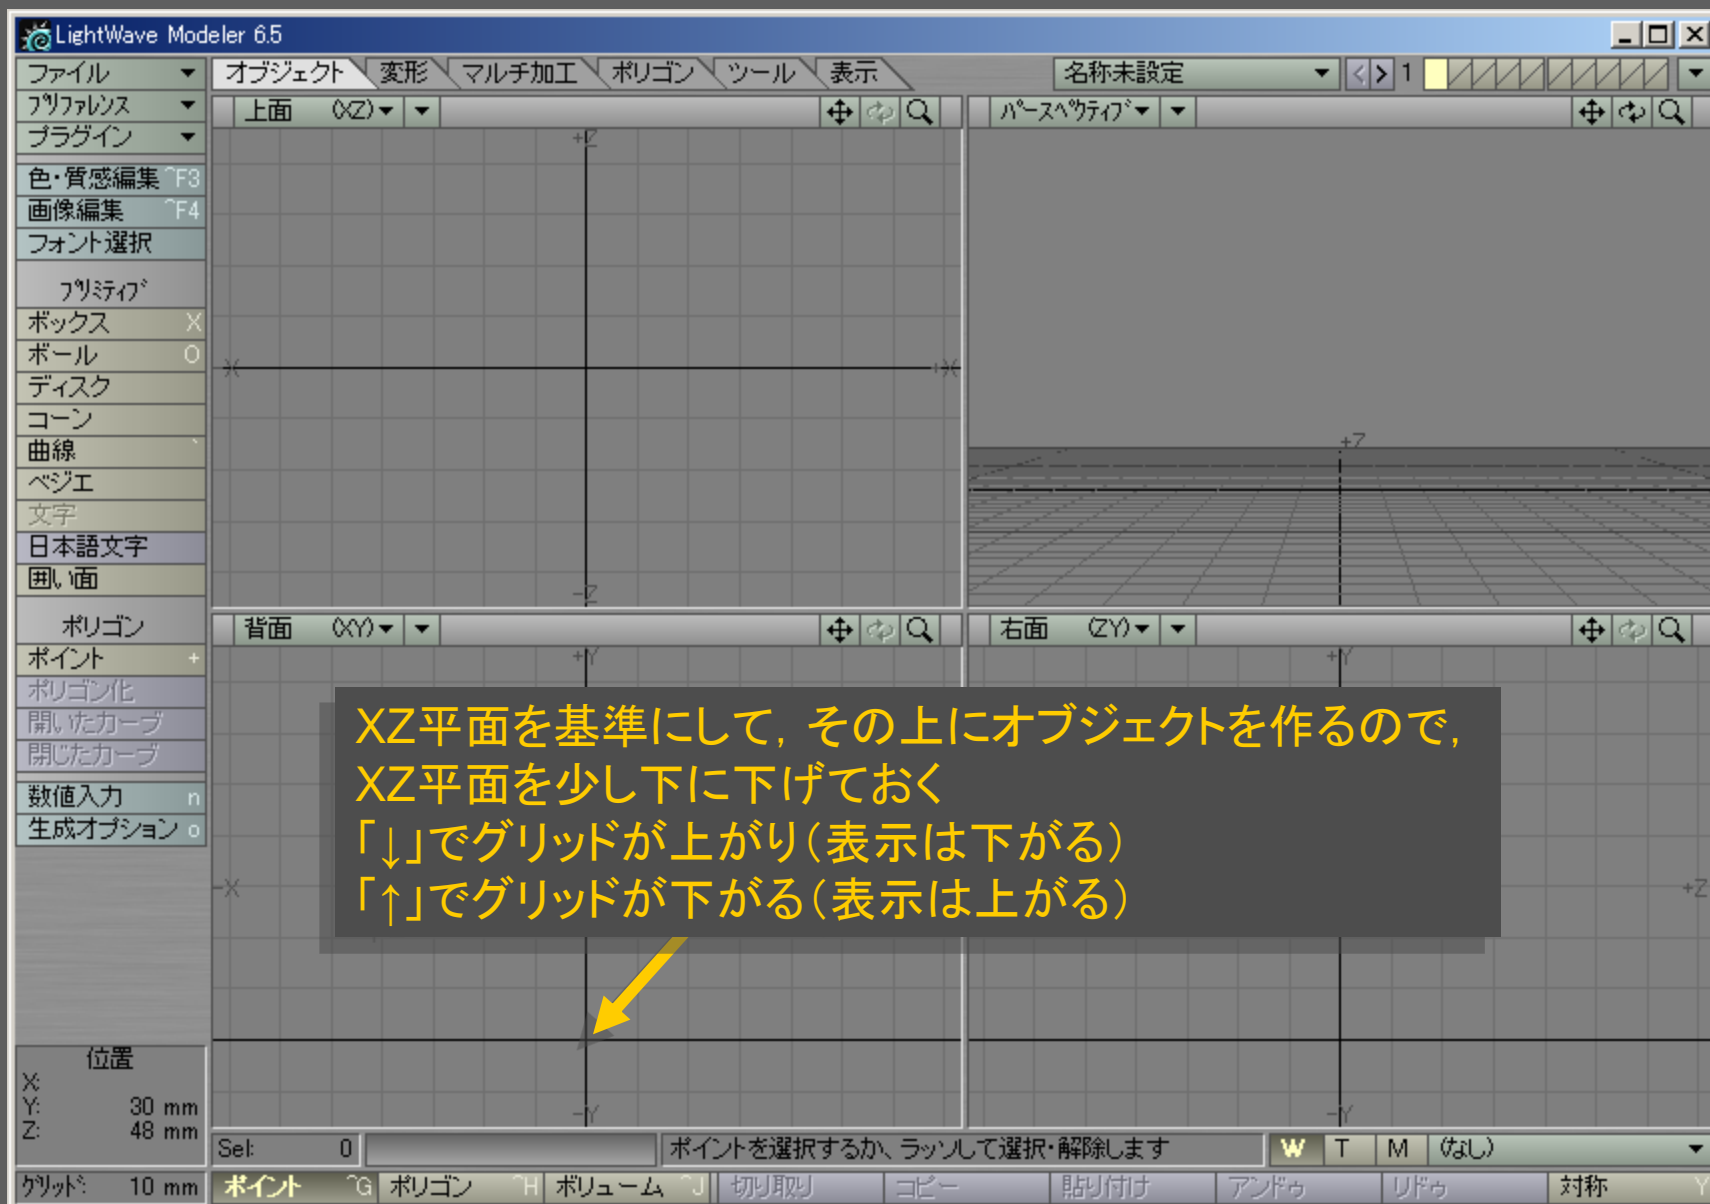 LightWave Modeler 6.5
ファイル
オブジェクト 変形 マルチ加工 ポリゴン ツール 表示
名称未設定
1
プリファレンス
プラグイン
上面 (XZ)
パースペクティブ
+Z
-X
+X
-Z
+Z
色・質感編集 ^F3
画像編集 ^F4
フォント選択
プリミティブ
ボックス X
ボール O
ディスク
コーン
曲線 `
ベジエ
文字
日本語文字
囲い面
ポリゴン
ポイント +
ポリゴン化
開いたカーブ
閉じたカーブ
数値入力 n
生成オプション o
背面 (XY)
右面 (ZY)
+Y
+Y
XZ平面を基準にして，その上にオブジェクトを作るので，
XZ平面を少し下に下げておく
「↓」でグリッドが上がり（表示は下がる）
「↑」でグリッドが下がる（表示は上がる）
-X
+Z
-Y
-Y
位置
X:
Y: 30 mm
Z: 48 mm
Sel: 0
ポイントを選択するか、ラッソして選択・解除します
W T M (なし)
グリッド: 10 mm
ポイント ^G ポリゴン ^H ボリューム ^J 切り取り コピー 貼り付け アンドゥ リドゥ 対称 Y